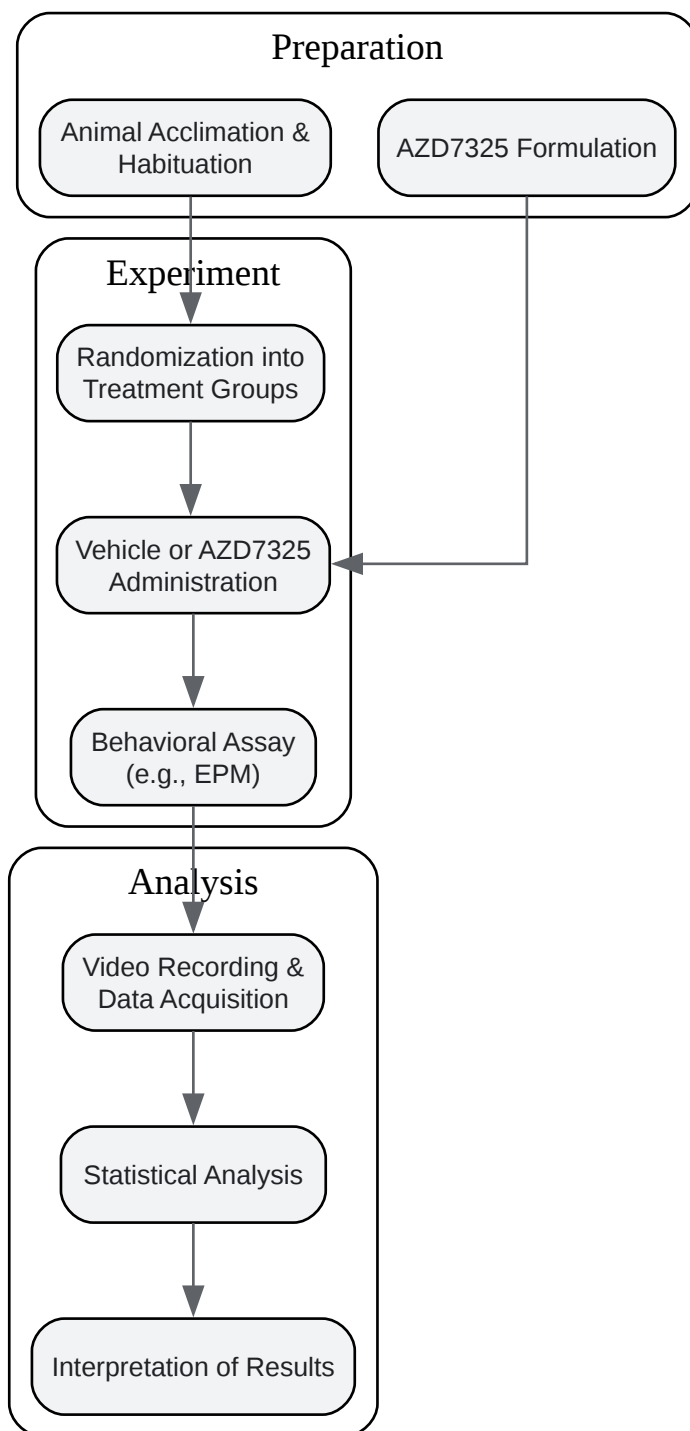 Preparation
Animal Acclimation &
Habituation
AZD7325 Formulation
Experiment
Randomization into
Treatment Groups
Vehicle or AZD7325
Administration
Behavioral Assay
(e.g., EPM)
Analysis
Video Recording &
Data Acquisition
Statistical Analysis
Interpretation of Results